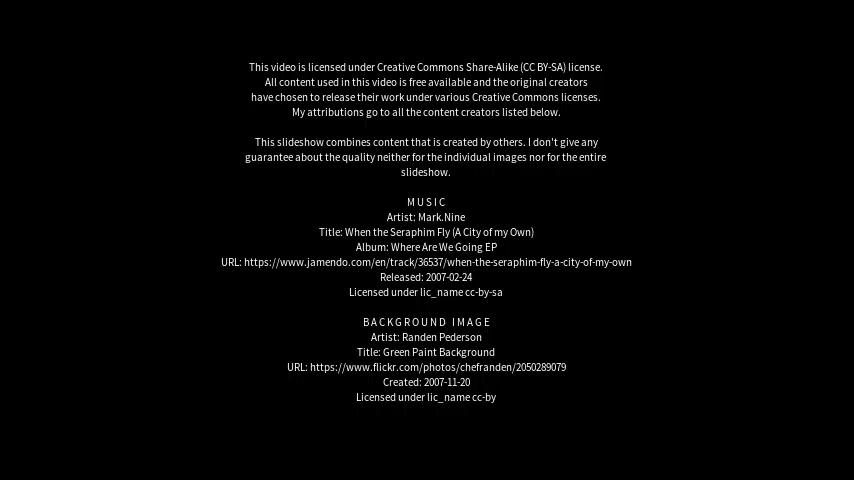 This video is licensed under Creative Commons Share-Alike (CC BY-SA) license.
All content used in this video is free available and the original creators
have chosen to release their work under various Creative Commons licenses.
My attributions go to all the content creators listed below.
This slideshow combines content that is created by others. I don't give any
guarantee about the quality neither for the individual images nor for the entire
slideshow.
MUSIC
Artist: Mark.Nine
Title: When the Seraphim Fly (A City of my Own)
Album: Where Are We Going EP
URL: https://www.jamendo.com/en/track/36537/when-the-seraphim-fly-a-city-of-my-own
Released: 2007-02-24
Licensed under lic_name cc-by-sa
BACKGROUND IMAGE
Artist: Randen Pederson
Title: Green Paint Background
URL: https://www.flickr.com/photos/chefranden/2050289079
Created: 2007-11-20
Licensed under lic_name cc-by